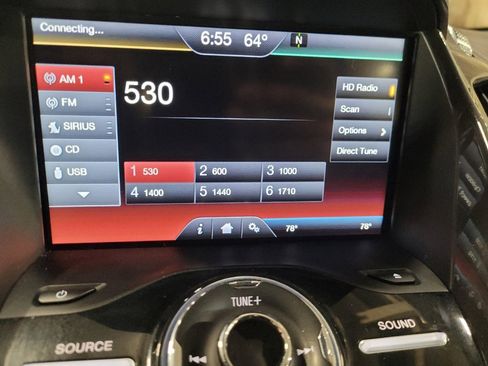 Connecting...
6:55 64° N
AM 1
FM
SIRIUS
CD
USB
530
HD Radio
Scan
Options >
Direct Tune
1 530 2 600 3 1000
4 1400 5 1440 6 1710
78° i 78°
TUNE+
SOURCE
SOUND